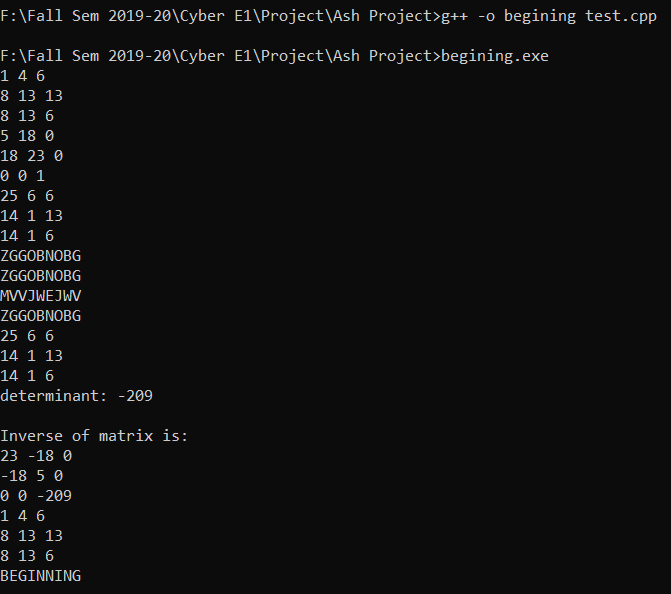 F:\Fall Sem 2019-20\Cyber E1\Project\Ash Project>g++ -o begining test.cpp
F:\Fall Sem 2019-20\Cyber E1\Project\Ash Project>begining.exe
1 4 6
8 13 13
8 13 6
5 18 0
18 23 0
0 0 1
25 6 6
14 1 13
14 1 6
ZGGOBNOBG
ZGGOBNOBG
MVVJWEJWV
ZGGOBNOBG
25 6 6
14 1 13
14 1 6
determinant: -209
Inverse of matrix is:
23 -18 0
-18 5 0
0 0 -209
1 4 6
8 13 13
8 13 6
BEGINNING